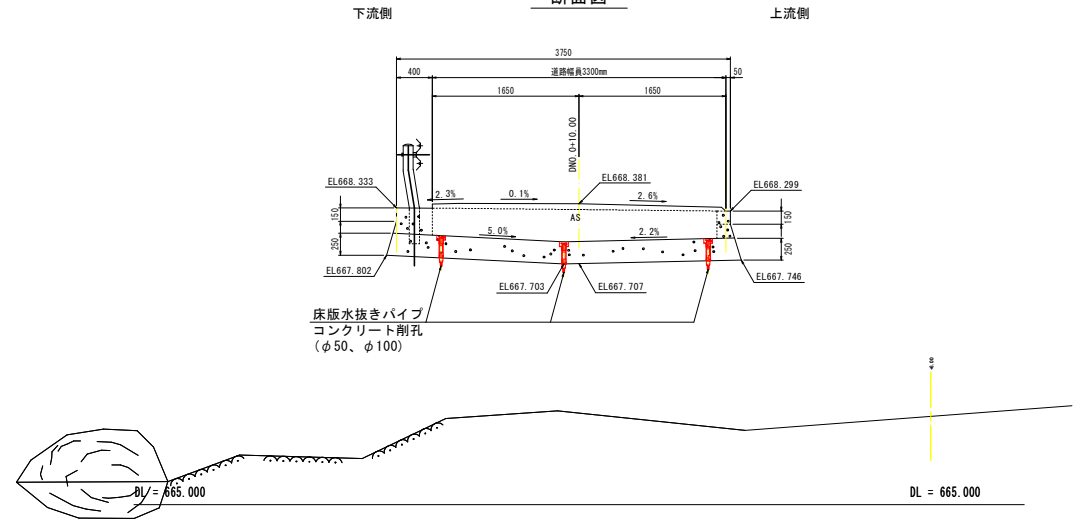 断面図
下流側
上流側
3750
400
道路幅員3300mm
50
1650
1650
DNO.0+10.00
EL668.333
EL668.381
EL668.299
2.3%
0.1%
2.6%
150
AS
150
5.0%
2.2%
250
250
EL667.802
EL667.703
EL667.707
EL667.746
床版水抜きパイプ
コンクリート削孔
(φ50、φ100)
DL = 665.000
DL = 665.000